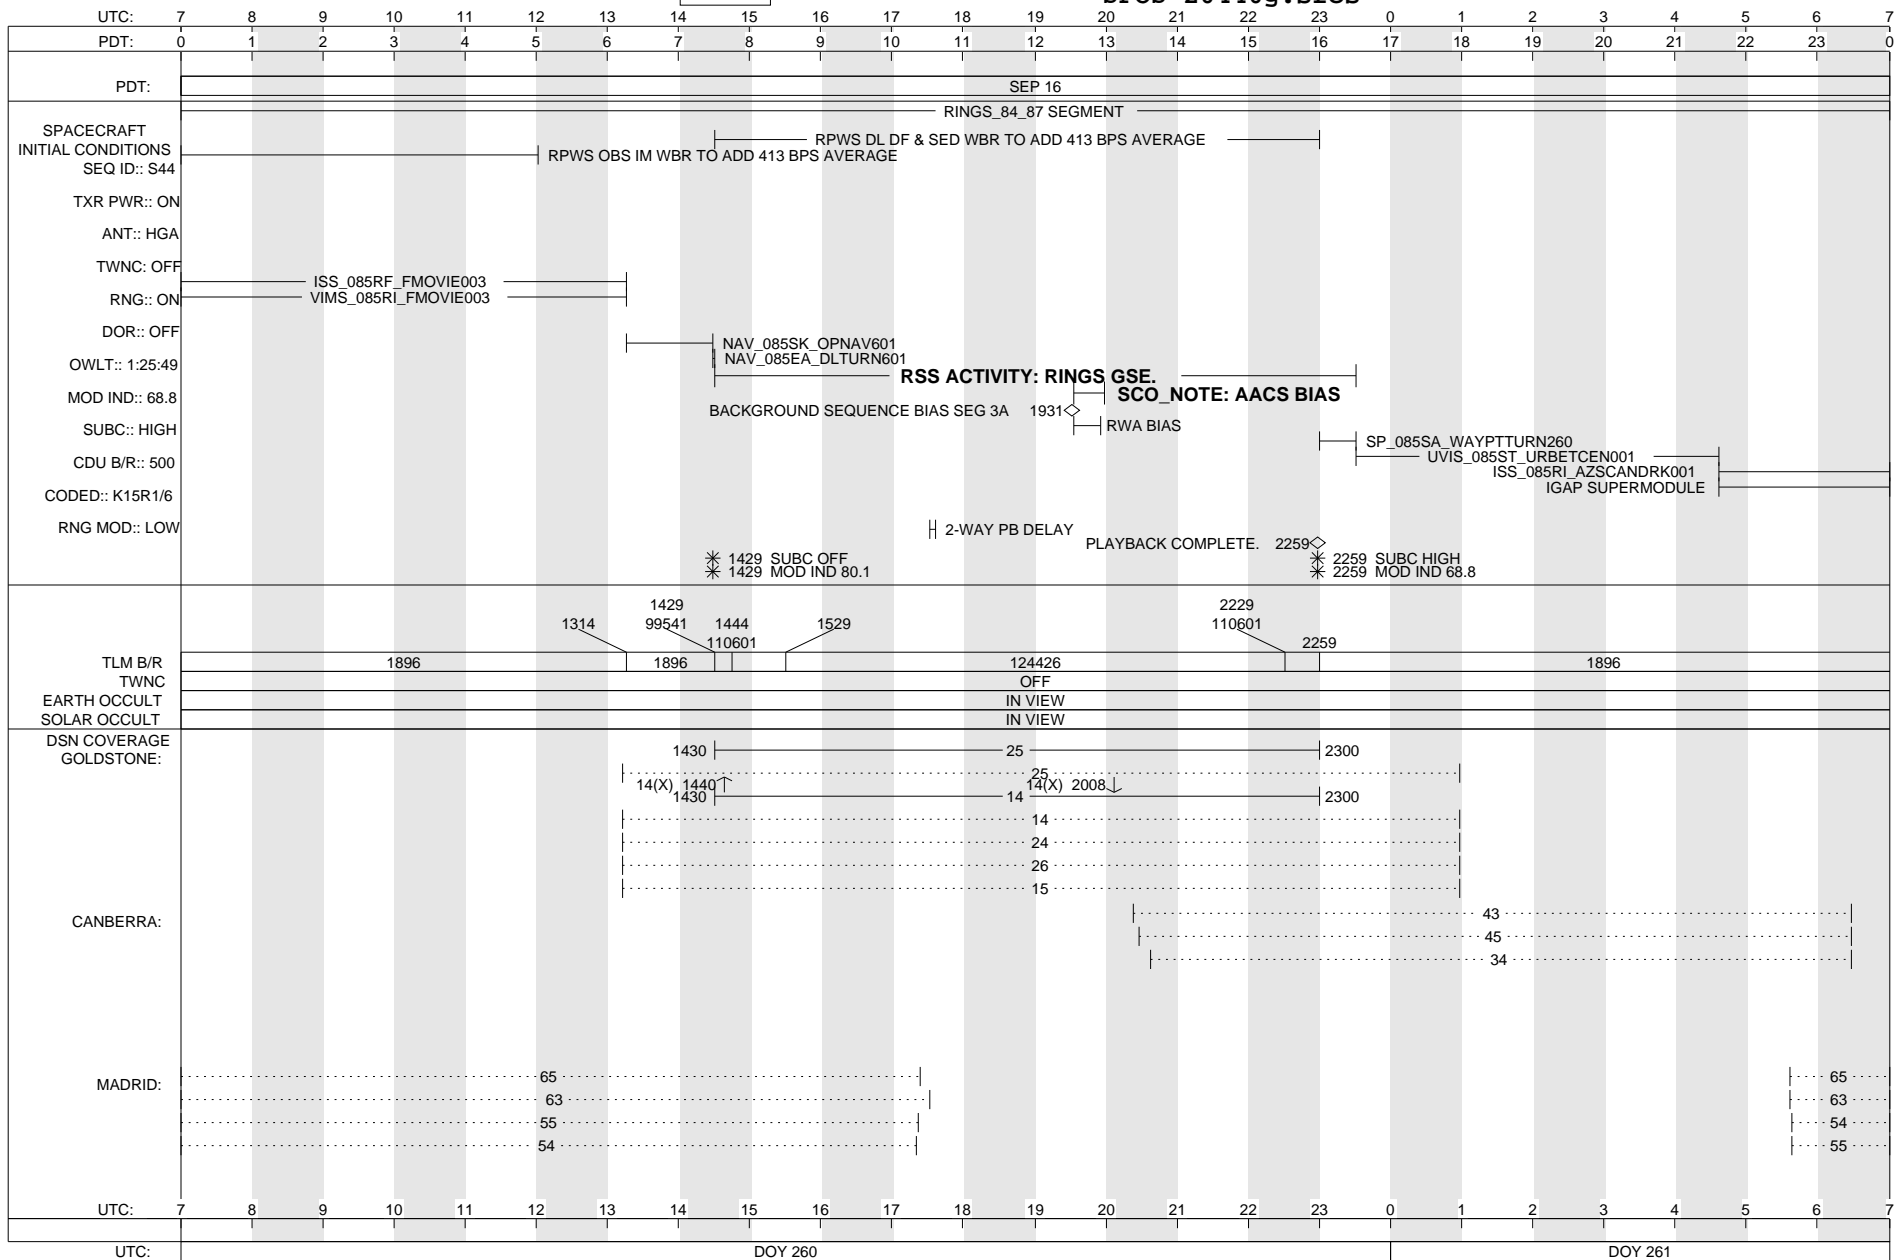 UTC: 7 8 9 10 11 12 13 14 15 16 17 18 19 20 21 22 23 0 1 2 3 4 5 6 7
PDT: 0 1 2 3 4 5 6 7 8 9 10 11 12 13 14 15 16 17 18 19 20 21 22 23 0
PDT: SEP 16
RINGS_84_87 SEGMENT
SPACECRAFT
INITIAL CONDITIONS
RPWS DL DF & SED WBR TO ADD 413 BPS AVERAGE
RPWS OBS IM WBR TO ADD 413 BPS AVERAGE
SEQ ID:: S44
TXR PWR:: ON
ANT:: HGA
TWNC: OFF
ISS_085RF_FMOVIE003
VIMS_085RI_FMOVIE003
RNG:: ON
DOR:: OFF
NAV_085SK_OPNAV601
NAV_085EA_DLTURN601
OWLT:: 1:25:49
RSS ACTIVITY: RINGS GSE.
SCO_NOTE: AACS BIAS
MOD IND:: 68.8
BACKGROUND SEQUENCE BIAS SEG 3A 1931
RWA BIAS
SUBC:: HIGH
SP_085SA_WAYPTTURN260
UVIS_085ST_URBETCEN001
CDU B/R:: 500
ISS_085RI_AZSCANDRK001
IGAP SUPERMODULE
CODED:: K15R1/6
RNG MOD:: LOW
2-WAY PB DELAY
PLAYBACK COMPLETE. 2259
1429 SUBC OFF 2259 SUBC HIGH
1429 MOD IND 80.1 2259 MOD IND 68.8
1429 2229
1314 99541 1444 1529 110601
110601 2259
TLM B/R 1896 1896 124426 1896
TWNC OFF
EARTH OCCULT IN VIEW
SOLAR OCCULT IN VIEW
DSN COVERAGE
GOLDSTONE:
1430 25 2300
25
14(X) 1440 14(X) 2008
1430 14 2300
14
24
26
15
CANBERRA:
43
45
34
MADRID:
65 65
63 63
55 54
54 55
UTC: 7 8 9 10 11 12 13 14 15 16 17 18 19 20 21 22 23 0 1 2 3 4 5 6 7
UTC: DOY 260 DOY 261